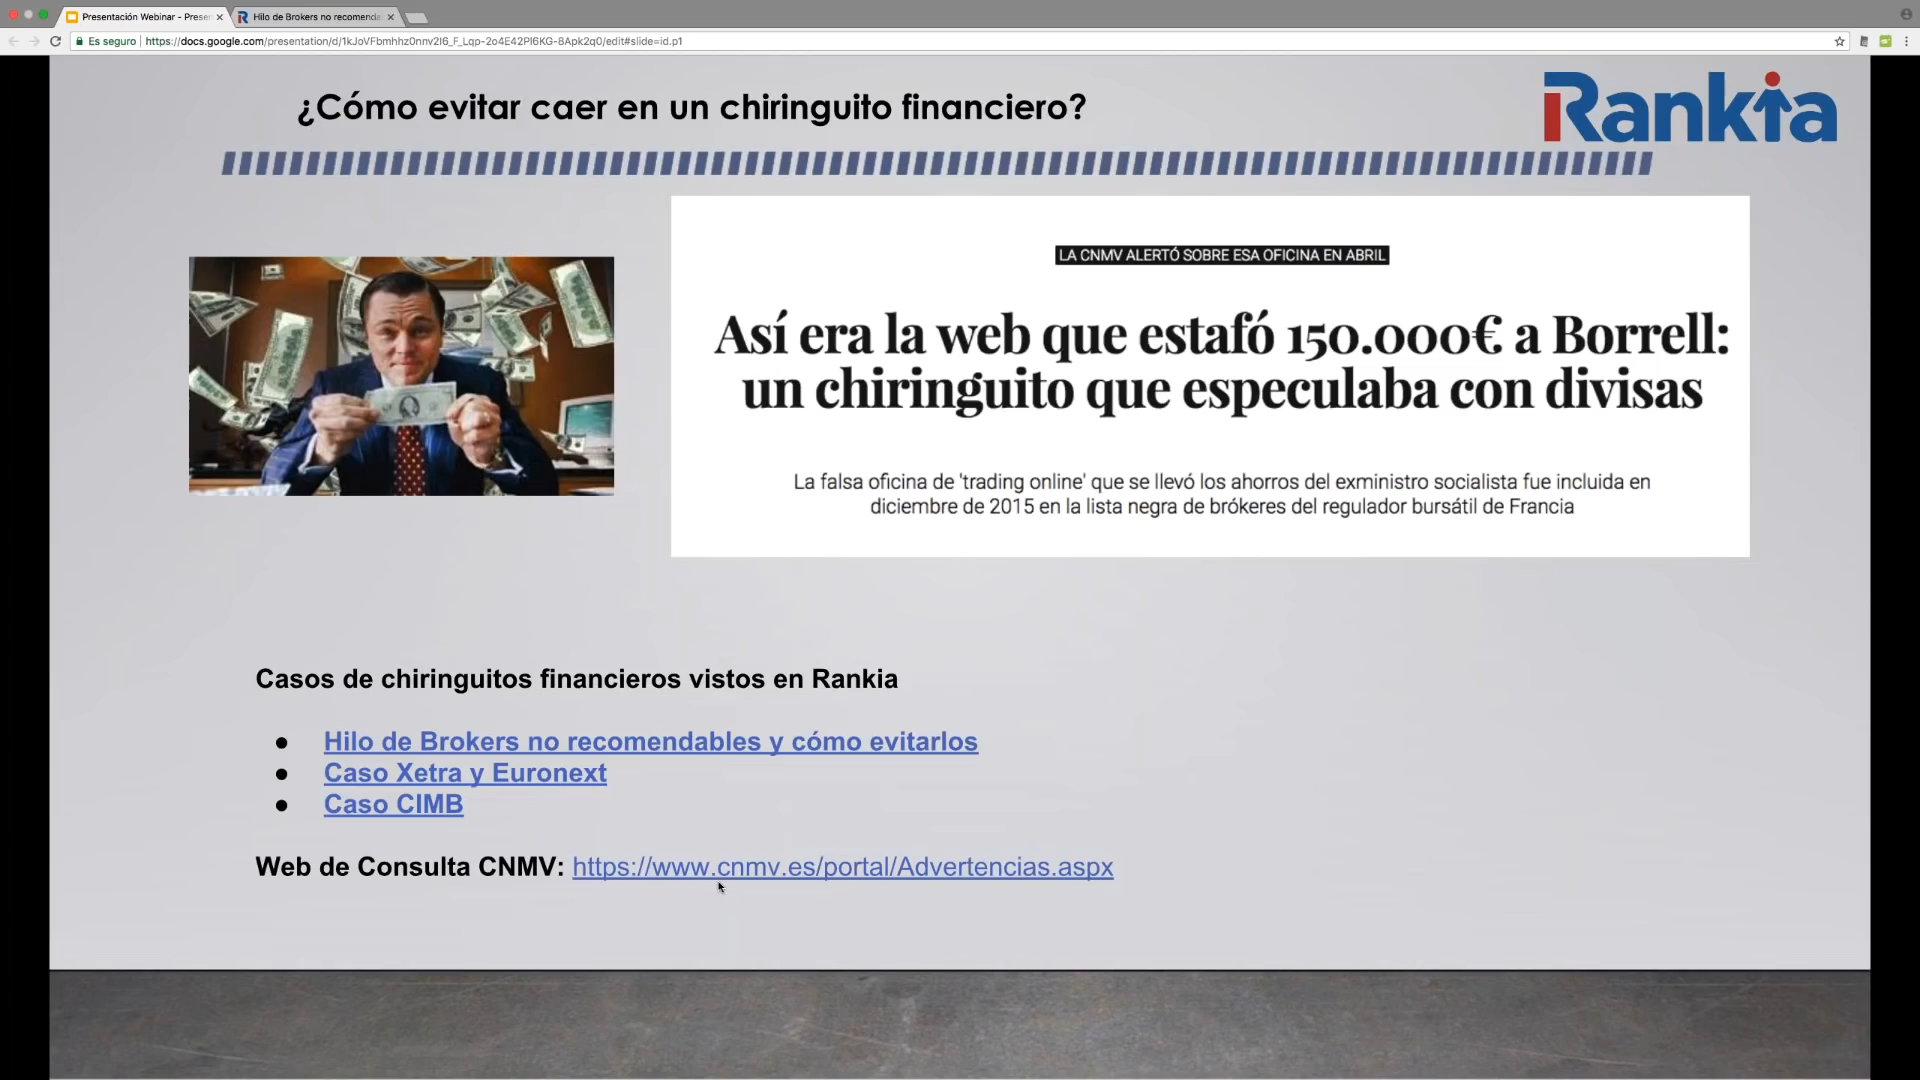 Presentación Webinar - Presen
Hilo de Brokers no recomenda
Es seguro
https://docs.google.com/presentation/d/1kJoVFbmhhz0nnv2I6_F_Lqp-2o4E42PI6KG-8Apk2q0/edit#slide=id.p1
¿Cómo evitar caer en un chiringuito financiero?
Rankia
LA CNMV ALERTÓ SOBRE ESA OFICINA EN ABRIL
Así era la web que estafó 150.000€ a Borrell:
un chiringuito que especulaba con divisas
La falsa oficina de 'trading online' que se llevó los ahorros del exministro socialista fue incluida en
diciembre de 2015 en la lista negra de brókeres del regulador bursátil de Francia
Casos de chiringuitos financieros vistos en Rankia
● Hilo de Brokers no recomendables y cómo evitarlos
● Caso Xetra y Euronext
● Caso CIMB
Web de Consulta CNMV: https://www.cnmv.es/portal/Advertencias.aspx